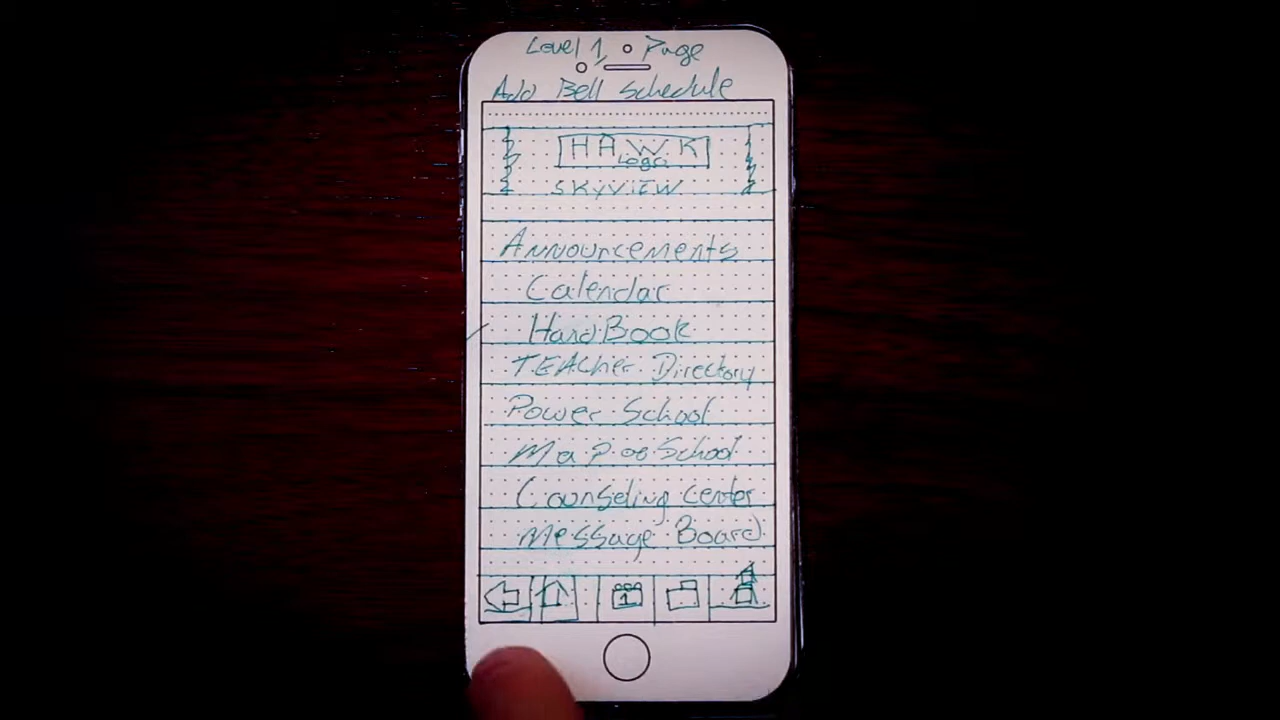 Level 1 Page
Add Bell Schedule
HAWK
Logo
SKYVIEW
Announcements
Calendar
HandBook
TEAcher Directory
Power School
Map of School
Counseling center
Message Board
1